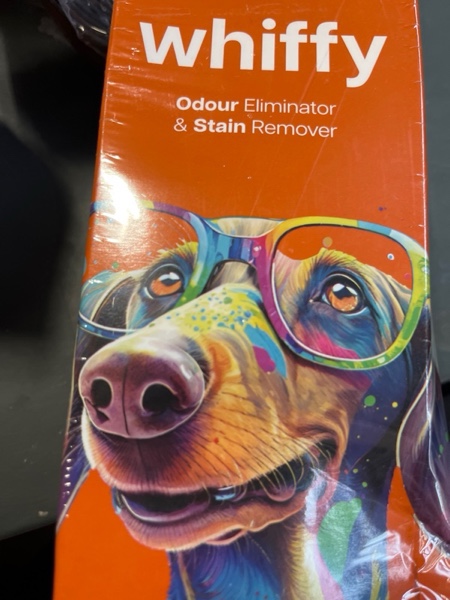 whiffy
Odour Eliminator
& Stain Remover